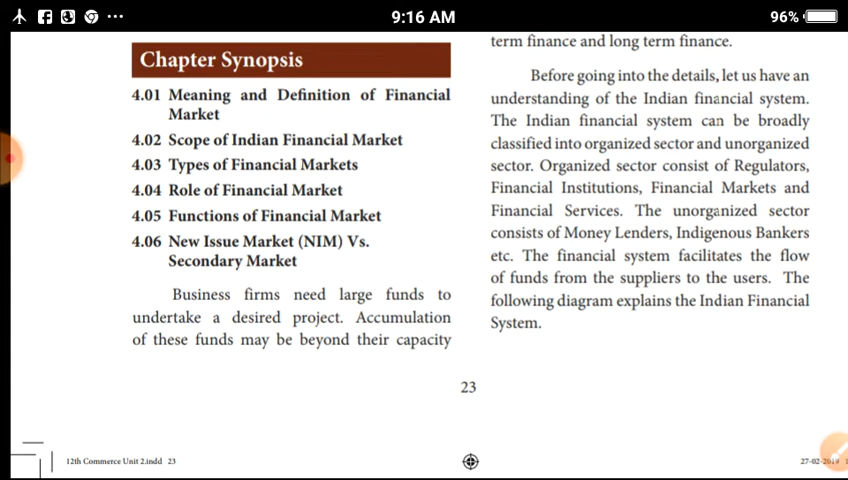 9:16 AM
96%
Chapter Synopsis
4.01 Meaning and Definition of Financial
Market
4.02 Scope of Indian Financial Market
4.03 Types of Financial Markets
4.04 Role of Financial Market
4.05 Functions of Financial Market
4.06 New Issue Market (NIM) Vs.
Secondary Market
Business firms need large funds to
undertake a desired project. Accumulation
of these funds may be beyond their capacity
term finance and long term finance.
Before going into the details, let us have an
understanding of the Indian financial system.
The Indian financial system can be broadly
classified into organized sector and unorganized
sector. Organized sector consist of Regulators,
Financial Institutions, Financial Markets and
Financial Services. The unorganized sector
consists of Money Lenders, Indigenous Bankers
etc. The financial system facilitates the flow
of funds from the suppliers to the users. The
following diagram explains the Indian Financial
System.
23
12th Commerce Unit 2.indd 23
27-02-2019